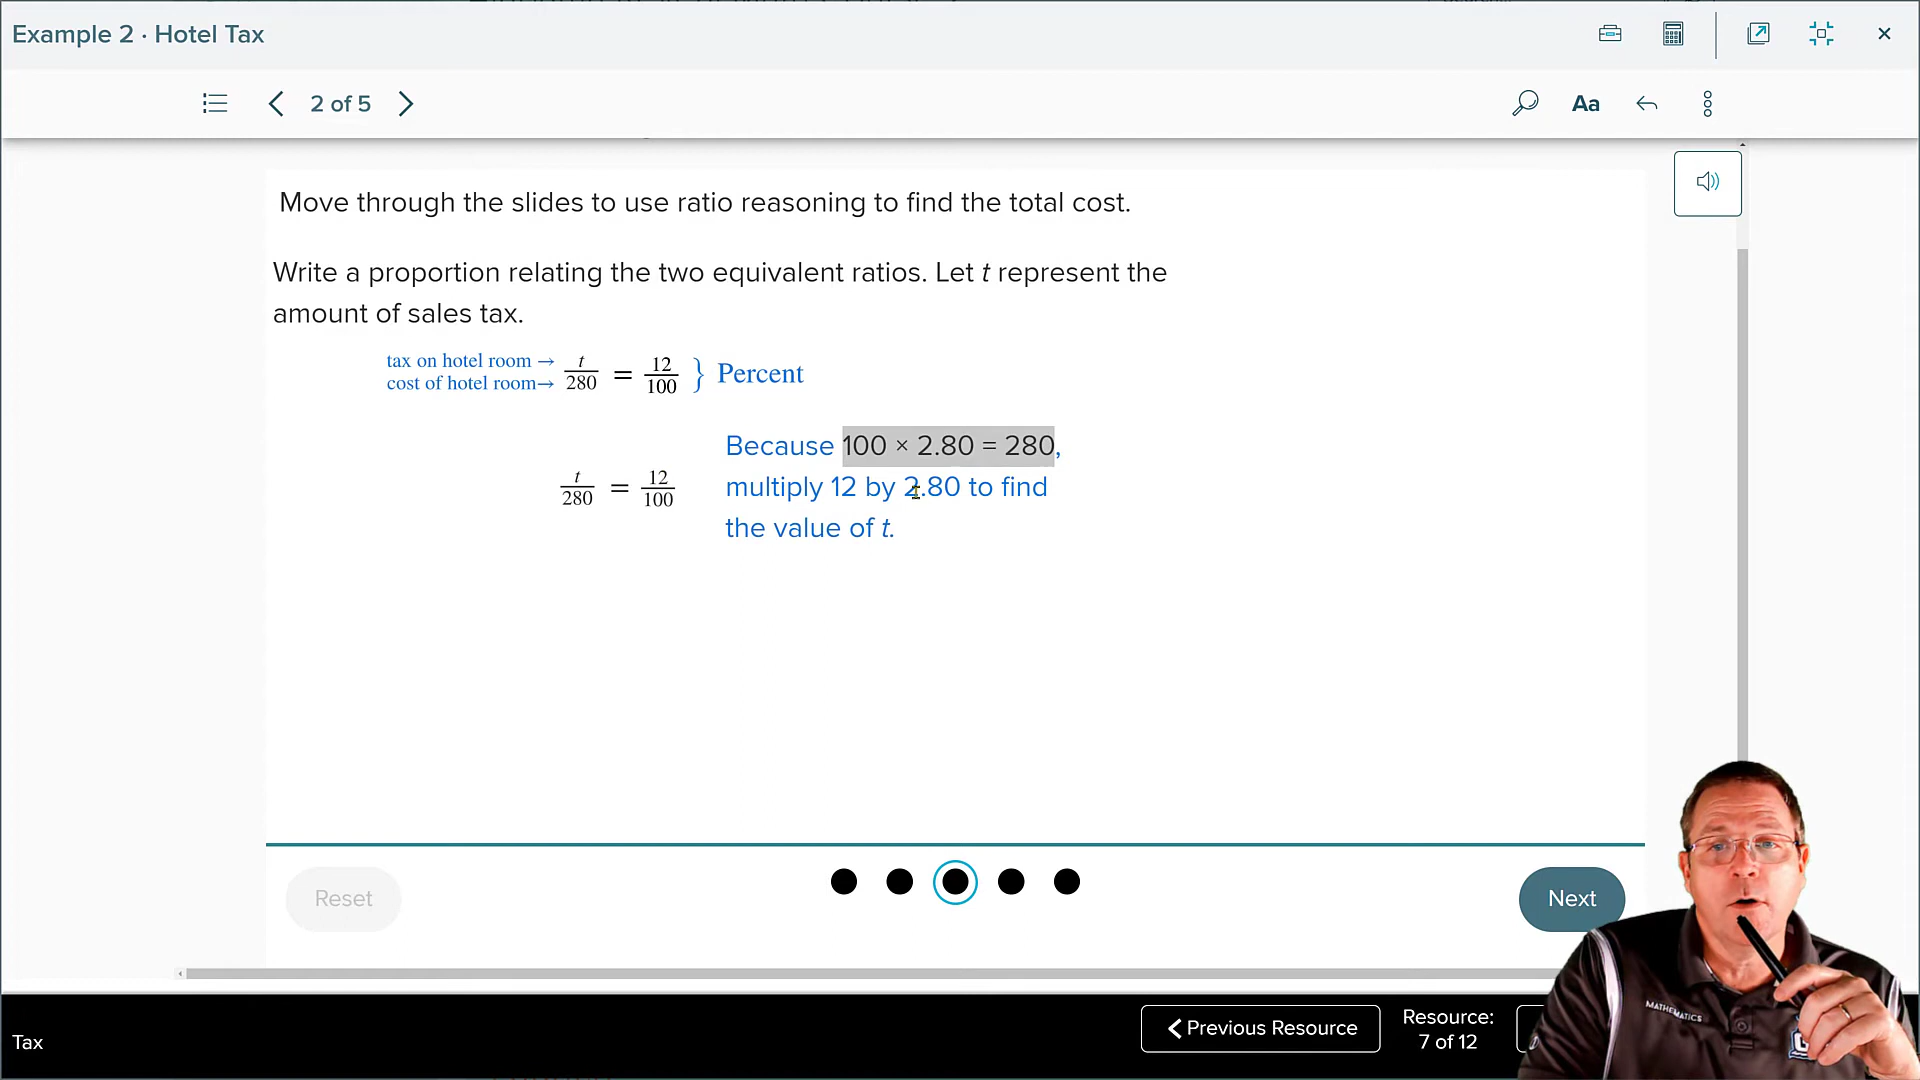 Example 2 · Hotel Tax
2 of 5
Aa
Move through the slides to use ratio reasoning to find the total cost.
Write a proportion relating the two equivalent ratios. Let t represent the
amount of sales tax.
tax on hotel room → t/280 = 12/100 } Percent
cost of hotel room→
Because 100 × 2.80 = 280,
t/280 = 12/100 multiply 12 by 2.80 to find
the value of t.
Reset
Next
MATHEMATICS
Tax
Previous Resource
Resource:
7 of 12